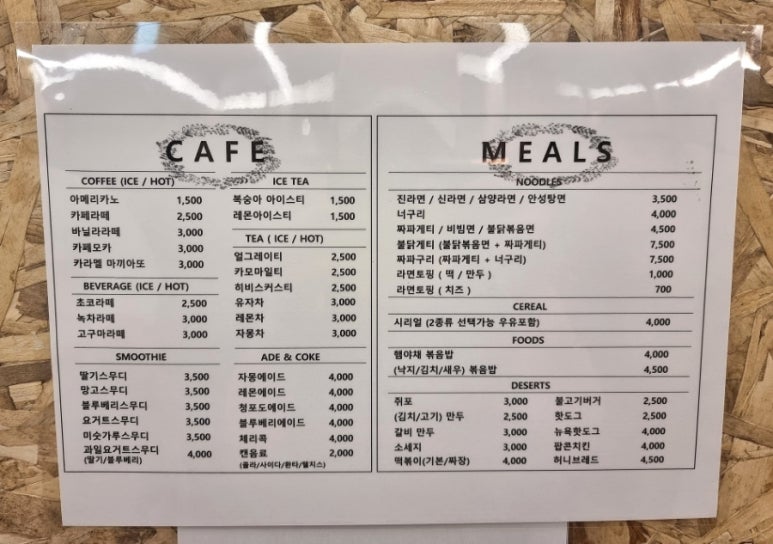 CAFE
COFFEE (ICE / HOT)
아메리카노 1,500
카페라떼 2,500
바닐라라떼 3,000
카페모카 3,000
카라멜 마끼아또 3,000
BEVERAGE (ICE / HOT)
초코라떼 2,500
녹차라떼 3,000
고구마라떼 3,000
SMOOTHIE
딸기스무디 3,500
망고스무디 3,500
블루베리스무디 3,500
요거트스무디 3,500
미숫가루스무디 3,500
과일요거트스무디 4,000
(딸기/블루베리)
ICE TEA
복숭아 아이스티 1,500
레몬아이스티 1,500
TEA ( ICE / HOT)
얼그레이티 2,500
카모마일티 2,500
히비스커스티 2,500
유자차 3,000
레몬차 3,000
자몽차 3,000
ADE & COKE
자몽에이드 4,000
레몬에이드 4,000
청포도에이드 4,000
블루베리에이드 4,000
체리콕 4,000
캔음료 2,000
(콜라/사이다/환타/웰치스)
MEALS
NOODLES
진라면 / 신라면 / 삼양라면 / 안성탕면 3,500
너구리 4,000
짜파게티 / 비빔면 / 불닭볶음면 4,500
불닭게티 (불닭볶음면 + 짜파게티) 7,500
짜파구리 (짜파게티 + 너구리) 7,500
라면토핑 ( 떡 / 만두 ) 1,000
라면토핑 ( 치즈 ) 700
CEREAL
시리얼 (2종류 선택가능 우유포함) 4,000
FOODS
햄야채 볶음밥 4,000
(낙지/김치/새우) 볶음밥 4,500
DESERTS
쥐포 3,000 불고기버거 2,500
(김치/고기) 만두 2,500 핫도그 2,500
갈비 만두 3,000 뉴욕핫도그 4,000
소세지 3,000 팝콘치킨 4,000
떡볶이(기본/짜장) 4,000 허니브레드 4,500